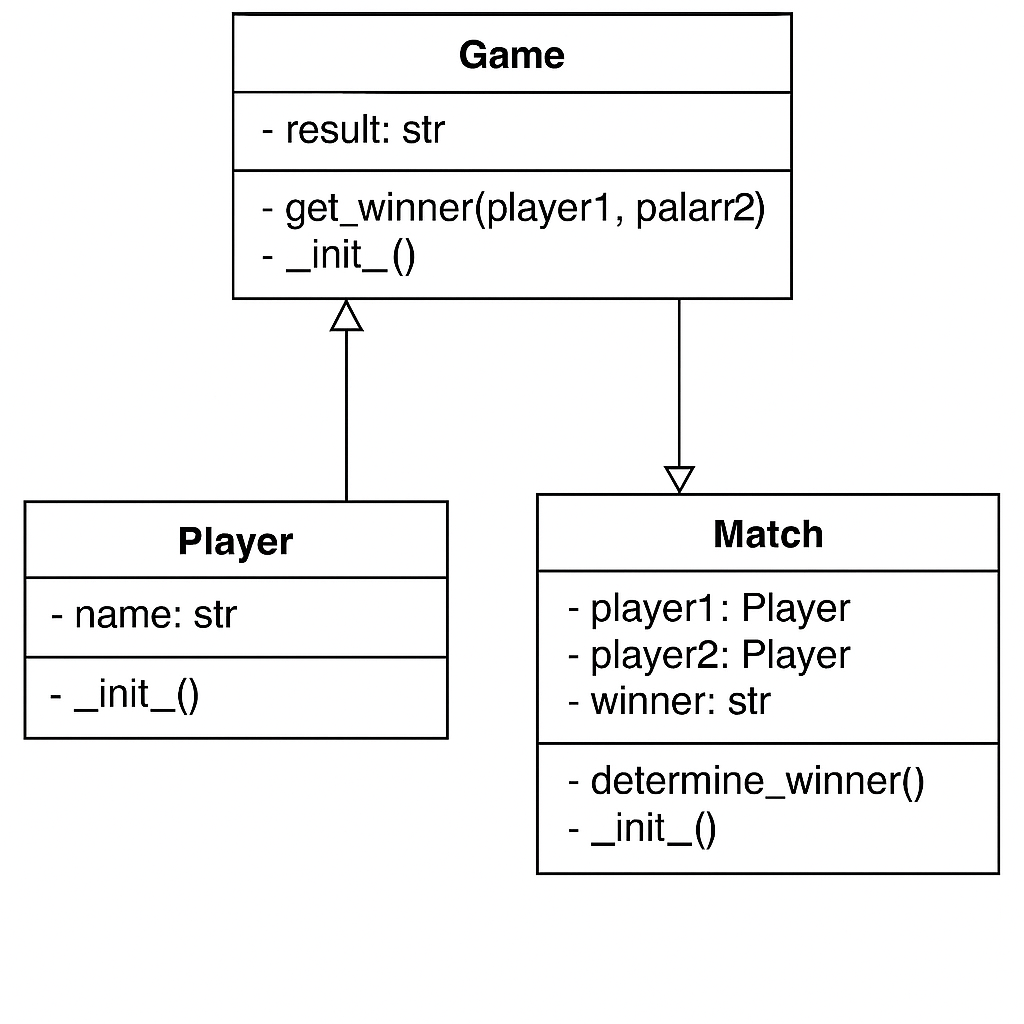 Game
- result: str
- get_winner(player1, palarr2)
- _init_()
Player
- name: str
- _init_()
Match
- player1: Player
- player2: Player
- winner: str
- determine_winner()
- _init_()